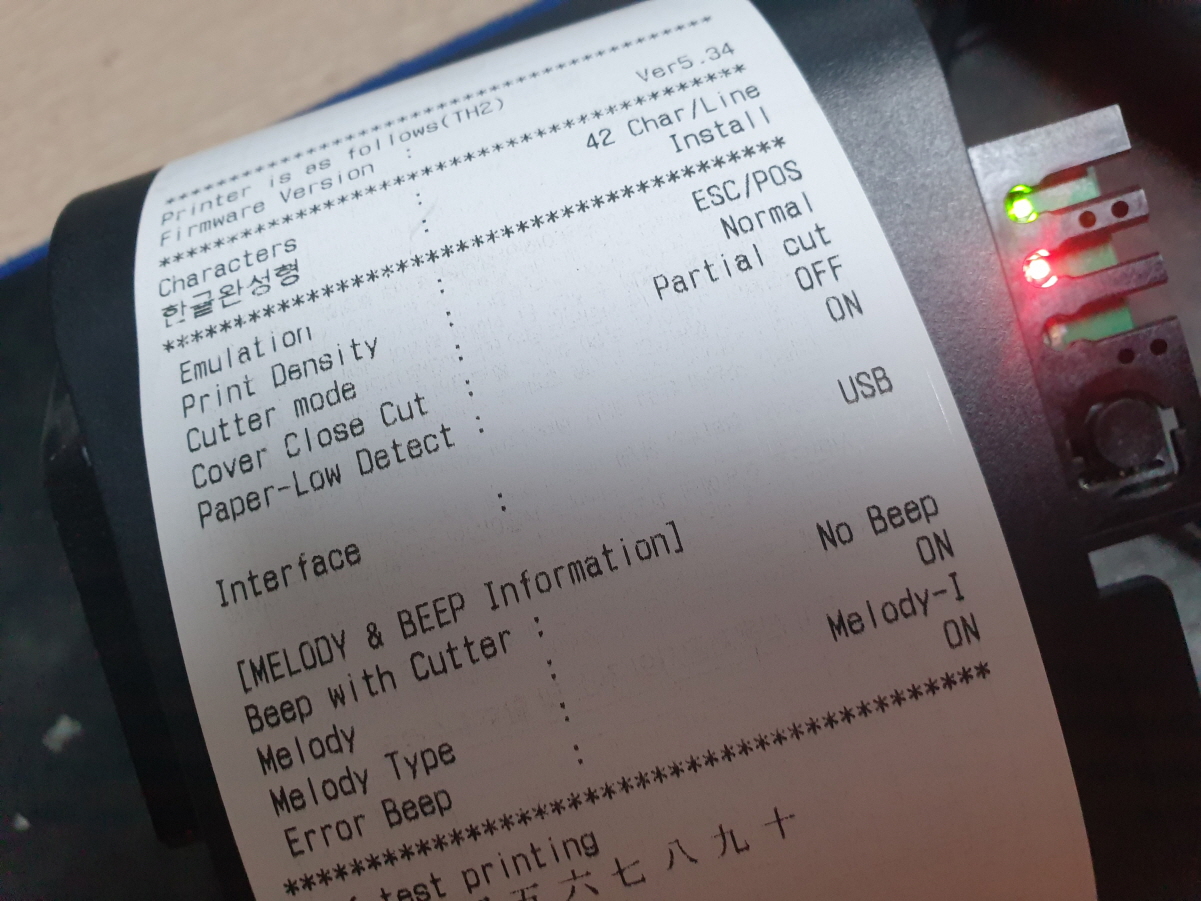 ****************************************
Printer is as follows(TH2)
Firmware Version : Ver5.34
****************************************
Characters : 42 Char/Line
한글완성형 : Install
****************************************
Emulation : ESC/POS
Print Density : Normal
Cutter mode : Partial cut
Cover Close Cut : OFF
Paper-Low Detect : ON
Interface : USB
[MELODY & BEEP Information]
Beep with Cutter : No Beep
Melody : ON
Melody Type : Melody-I
Error Beep : ON
****************************************
test printing
五 六 七 八 九 十